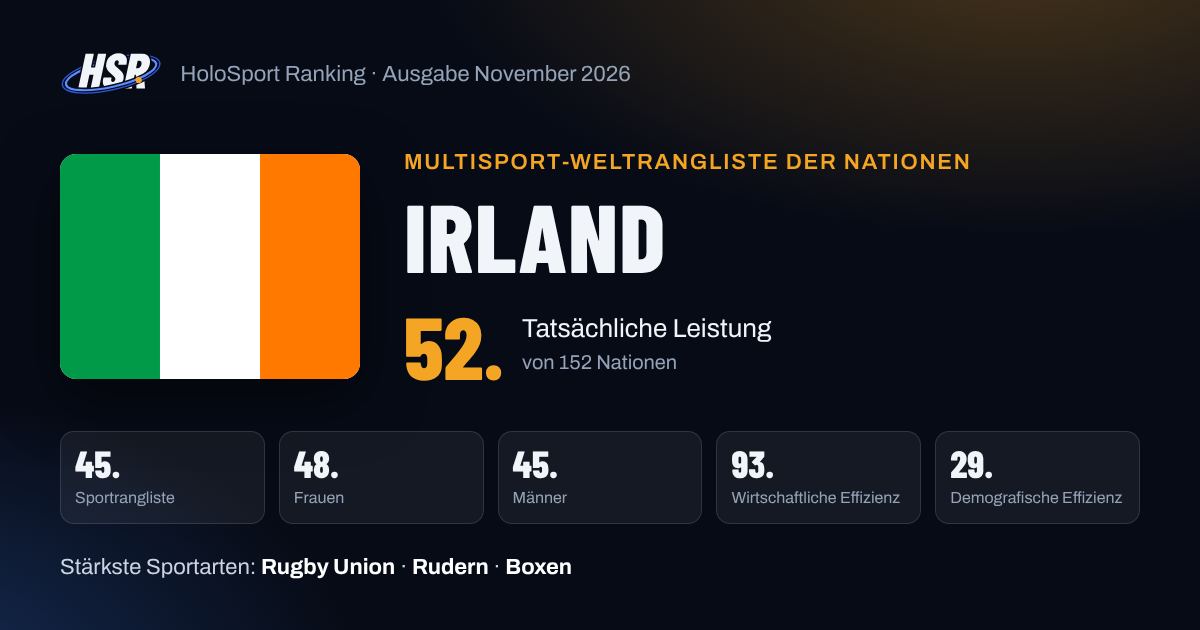 HSR HoloSport Ranking · Ausgabe November 2026
MULTISPORT-WELTRANGLISTE DER NATIONEN
IRLAND
52. Tatsächliche Leistung
von 152 Nationen
45.
Sportrangliste
48.
Frauen
45.
Männer
93.
Wirtschaftliche Effizienz
29.
Demografische Effizienz
Stärkste Sportarten: Rugby Union · Rudern · Boxen